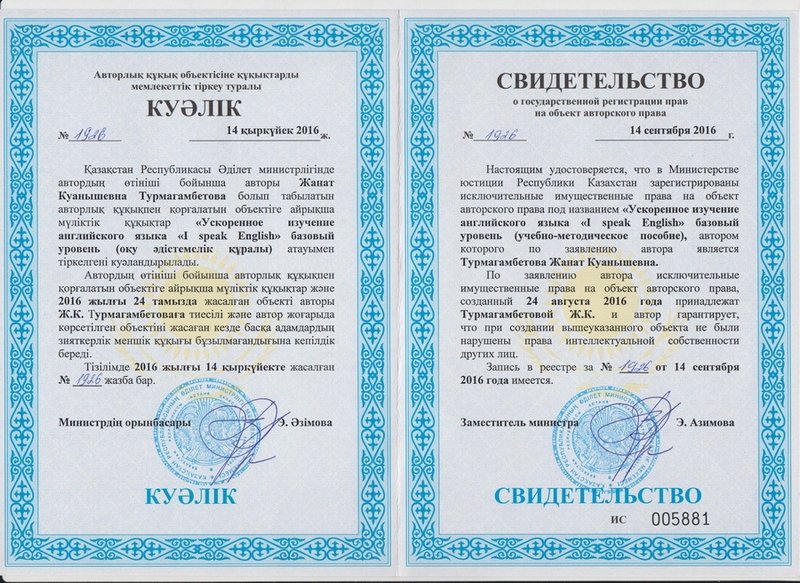 Авторлық құқық объектісіне құқықтарды
мемлекеттік тіркеу туралы
КУӘЛІК
№ 1926
14 қыркүйек 2016 ж.
Қазақстан Республикасы Әділет министрлігінде
автордың өтініші бойынша авторы Жанат
Куанышевна Турмагамбетова болып табылатын
авторлық құқықпен қорғалатын объектіге айрықша
мүліктік құқықтар «Ускоренное изучение
английского языка «I speak English» базовый
уровень (оқу әдістемслік құралы) атауымен
тіркелгені куәландырылады.
Автордың өтініші бойынша авторлық құқықпен
қорғалатын объектіге айрықша мүліктік құқықтар және
2016 жылғы 24 тамызда жасалған объекті авторы
Ж.К. Турмагамбетоваға тиесілі және автор жоғарыда
көрсетілген объектіні жасаған кезде басқа адамдардың
зияткерлік меншік құқығы бұзылмағандығына кепілдік
береді.
Тізілімде 2016 жылғы 14 қыркүйекте жасалған
№ 1926 жазба бар.
Министрдің орынбасары Э. Әзімова
КУӘЛІК
СВИДЕТЕЛЬСТВО
о государственной регистрации прав
на объект авторского права
№ 1926
14 сентября 2016 г.
Настоящим удостоверяется, что в Министерстве
юстиции Республики Казахстан зарегистрированы
исключительные имущественные права на объект
авторского права под названием «Ускоренное изучение
английского языка «I speak English» базовый
уровень (учебно-методическое пособие), автором
которого по заявлению автора является
Турмагамбетова Жанат Куанышевна.
По заявлению автора исключительные
имущественные права на объект авторского права,
созданный 24 августа 2016 года принадлежат
Турмагамбетовой Ж.К. и автор гарантирует,
что при создании вышеуказанного объекта не были
нарушены права интеллектуальной собственности
других лиц.
Запись в реестре за № 1926 от 14 сентября
2016 года имеется.
Заместитель министра Э. Азимова
СВИДЕТЕЛЬСТВО
ИС 005881